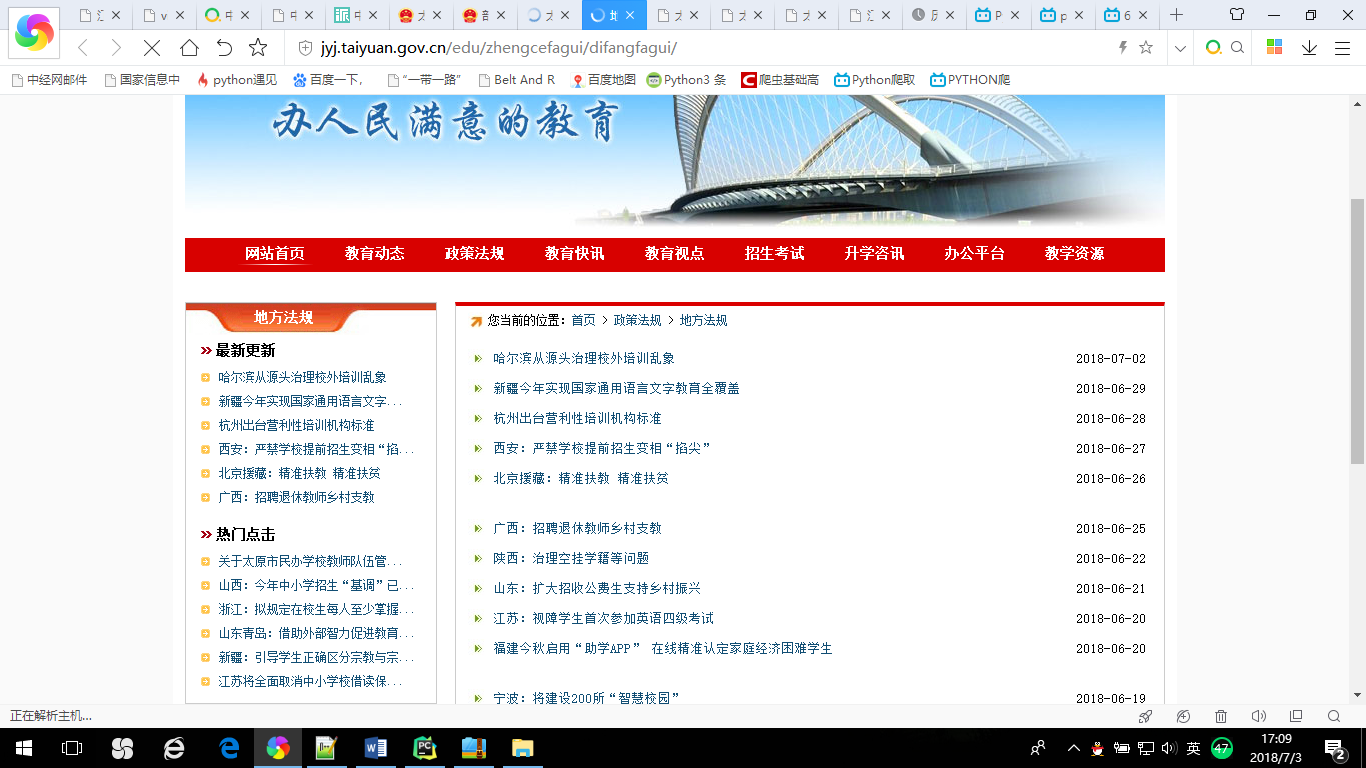 jyj.taiyuan.gov.cn/edu/zhengcefagui/difangfagui/
中经网邮件 国家信息中 python遇见 百度一下, “一带一路” Belt And R 百度地图 Python3 条 爬虫基础高 Python爬取 PYTHON爬
办人民满意的教育
网站首页 教育动态 政策法规 教育快讯 教育视点 招生考试 升学咨讯 办公平台 教学资源
地方法规
最新更新
哈尔滨从源头治理校外培训乱象
新疆今年实现国家通用语言文字...
杭州出台营利性培训机构标准
西安：严禁学校提前招生变相“掐...
北京援藏：精准扶教 精准扶贫
广西：招聘退休教师乡村支教
热门点击
关于太原市民办学校教师队伍管...
山西：今年中小学招生“基调”已...
浙江：拟规定在校生每人至少掌握...
山东青岛：借助外部智力促进教育...
新疆：引导学生正确区分宗教与宗...
江苏将全面取消中小学校借读保...
您当前的位置：首页 > 政策法规 > 地方法规
哈尔滨从源头治理校外培训乱象 2018-07-02
新疆今年实现国家通用语言文字教育全覆盖 2018-06-29
杭州出台营利性培训机构标准 2018-06-28
西安：严禁学校提前招生变相“掐尖” 2018-06-27
北京援藏：精准扶教 精准扶贫 2018-06-26
广西：招聘退休教师乡村支教 2018-06-25
陕西：治理空挂学籍等问题 2018-06-22
山东：扩大招收公费生支持乡村振兴 2018-06-21
江苏：视障学生首次参加英语四级考试 2018-06-20
福建今秋启用“助学APP” 在线精准认定家庭经济困难学生 2018-06-20
宁波：将建设200所“智慧校园” 2018-06-19
正在解析主机...
英 47 17:09
2018/7/3
2